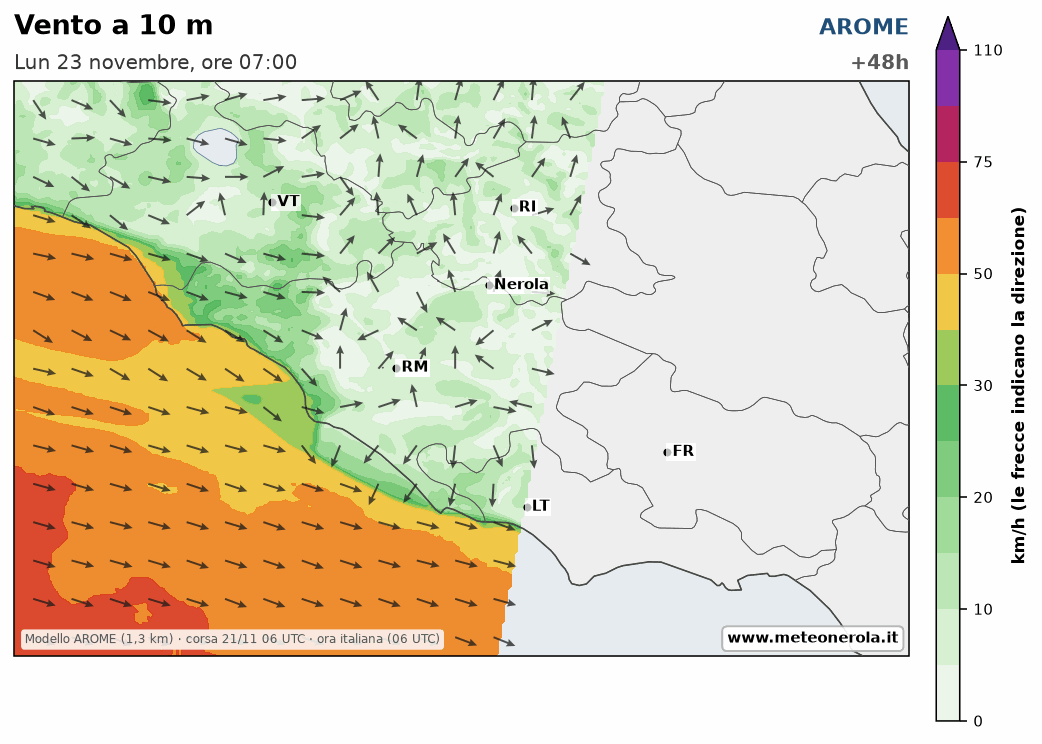 Vento a 10 m
AROME
Lun 23 novembre, ore 07:00
+48h
VT
RI
Nerola
RM
FR
LT
Modello AROME (1,3 km) · corsa 21/11 06 UTC · ora italiana (06 UTC)
www.meteonerola.it
110
75
50
30
20
10
0
km/h (le frecce indicano la direzione)